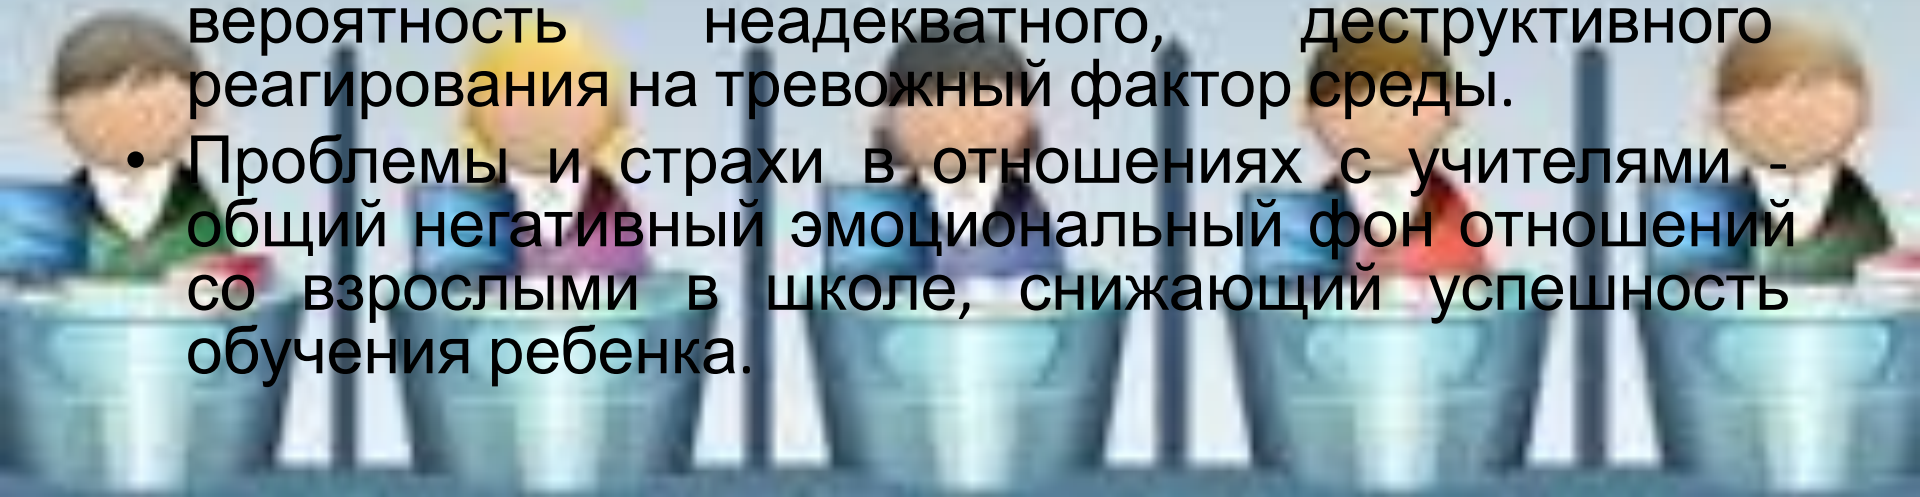 вероятность неадекватного, деструктивного
реагирования на тревожный фактор среды.
• Проблемы и страхи в отношениях с учителями -
общий негативный эмоциональный фон отношений
со взрослыми в школе, снижающий успешность
обучения ребенка.